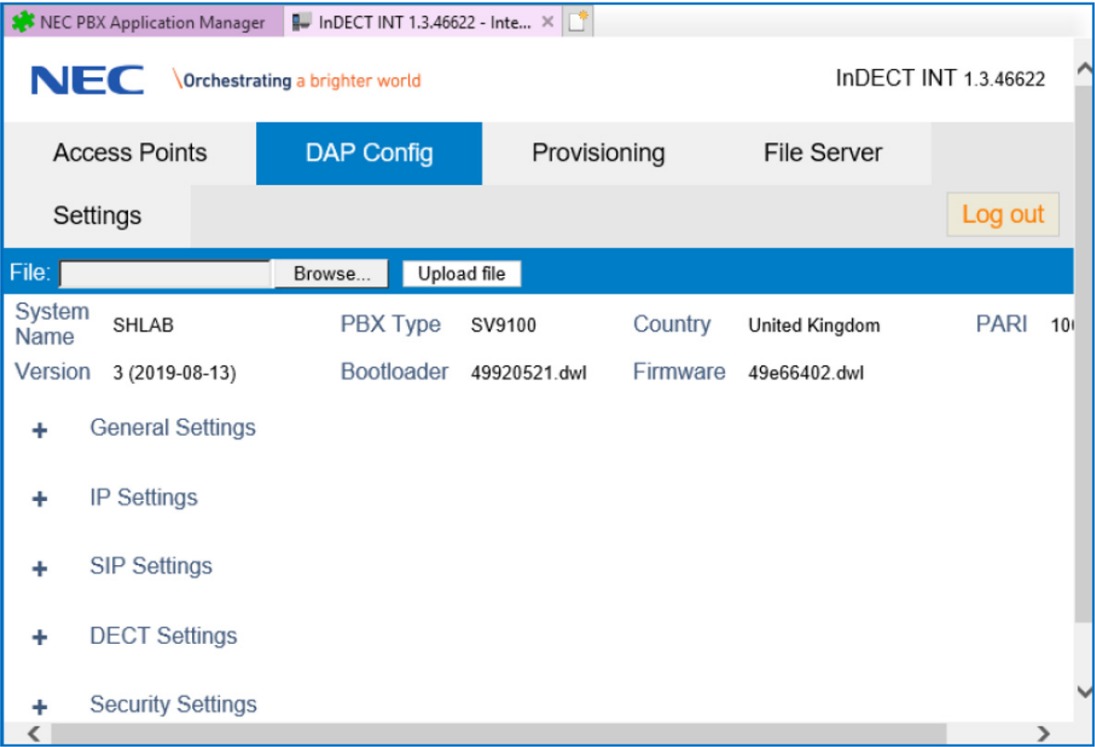 NEC PBX Application Manager InDECT INT 1.3.46622 - Inte...
NEC \Orchestrating a brighter world InDECT INT 1.3.46622
Access Points DAP Config Provisioning File Server
Settings Log out
File: Browse... Upload file
System Name SHLAB PBX Type SV9100 Country United Kingdom PARI
Version 3 (2019-08-13) Bootloader 49920521.dwl Firmware 49e66402.dwl
+ General Settings
+ IP Settings
+ SIP Settings
+ DECT Settings
+ Security Settings